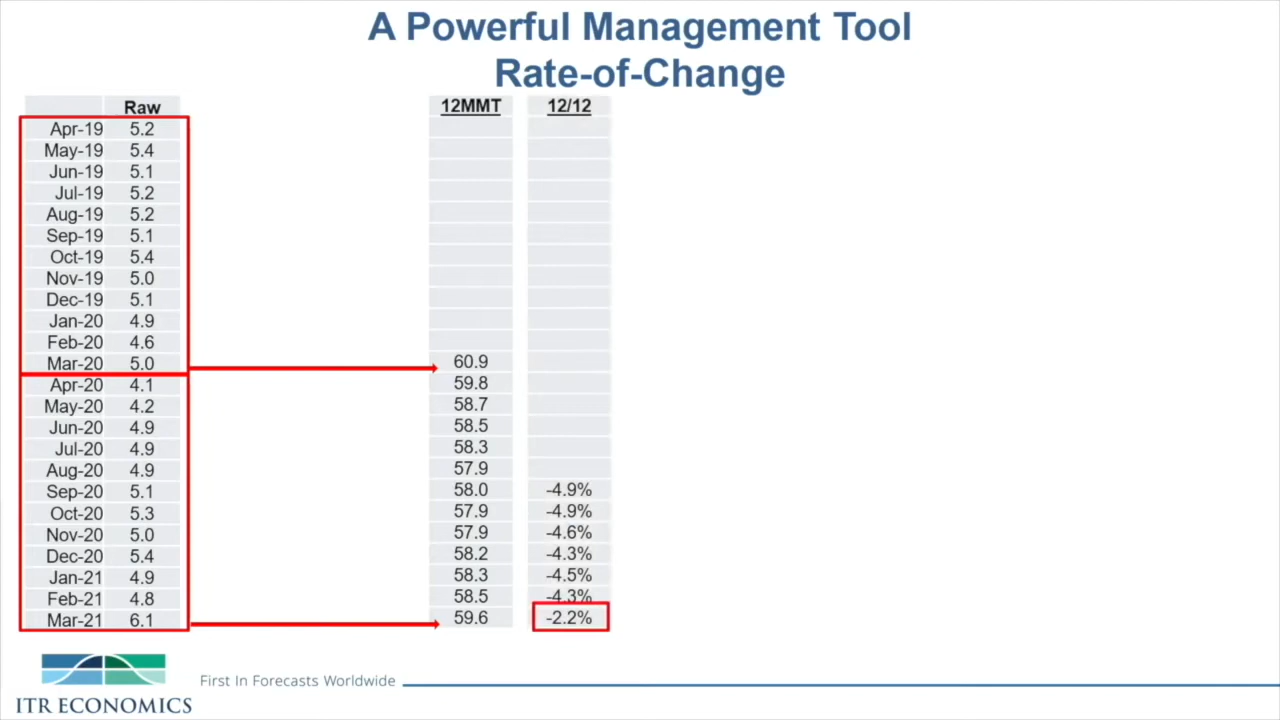 A Powerful Management Tool
Rate-of-Change
Raw 12MMT 12/12
Apr-19 5.2
May-19 5.4
Jun-19 5.1
Jul-19 5.2
Aug-19 5.2
Sep-19 5.1
Oct-19 5.4
Nov-19 5.0
Dec-19 5.1
Jan-20 4.9
Feb-20 4.6
Mar-20 5.0 60.9
Apr-20 4.1 59.8
May-20 4.2 58.7
Jun-20 4.9 58.5
Jul-20 4.9 58.3
Aug-20 4.9 57.9
Sep-20 5.1 58.0 -4.9%
Oct-20 5.3 57.9 -4.9%
Nov-20 5.0 57.9 -4.6%
Dec-20 5.4 58.2 -4.3%
Jan-21 4.9 58.3 -4.5%
Feb-21 4.8 58.5 -4.3%
Mar-21 6.1 59.6 -2.2%
First In Forecasts Worldwide
ITR ECONOMICS